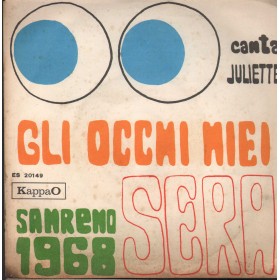 canta
JULIETTE
GLI OCCHI MIEI
ES 20149
KappaO
SERA
SANREMO
1968